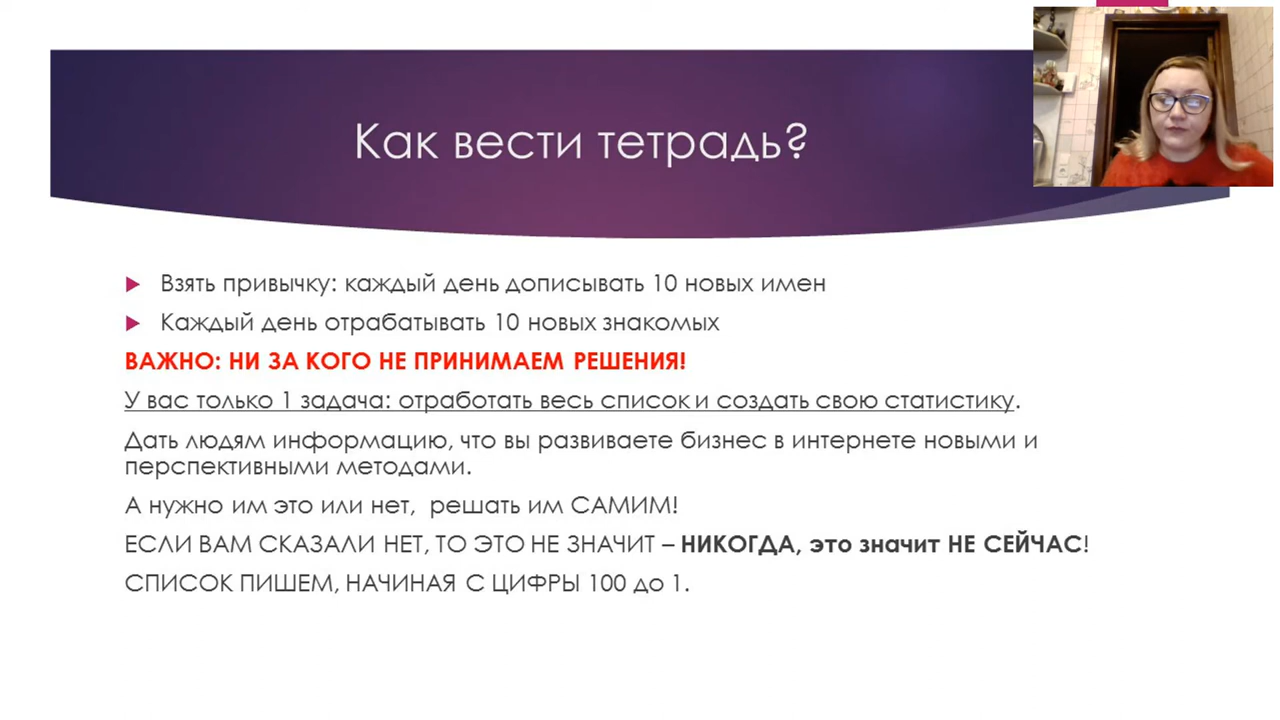 Как вести тетрадь?
Взять привычку: каждый день дописывать 10 новых имен
Каждый день отрабатывать 10 новых знакомых
ВАЖНО: НИ ЗА КОГО НЕ ПРИНИМАЕМ РЕШЕНИЯ!
У вас только 1 задача: отработать весь список и создать свою статистику.
Дать людям информацию, что вы развиваете бизнес в интернете новыми и
перспективными методами.
А нужно им это или нет, решать им САМИМ!
ЕСЛИ ВАМ СКАЗАЛИ НЕТ, ТО ЭТО НЕ ЗНАЧИТ – НИКОГДА, это значит НЕ СЕЙЧАС!
СПИСОК ПИШЕМ, НАЧИНАЯ С ЦИФРЫ 100 до 1.